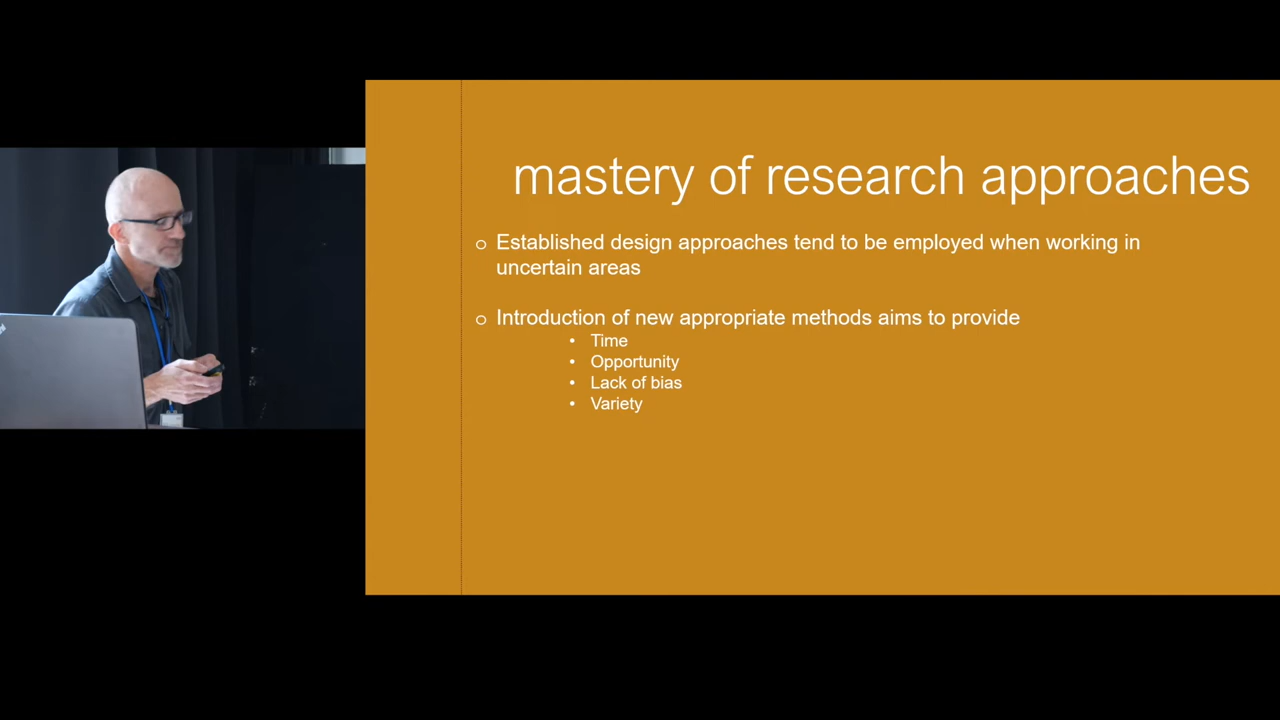 mastery of research approaches
o Established design approaches tend to be employed when working in
uncertain areas
o Introduction of new appropriate methods aims to provide
• Time
• Opportunity
• Lack of bias
• Variety